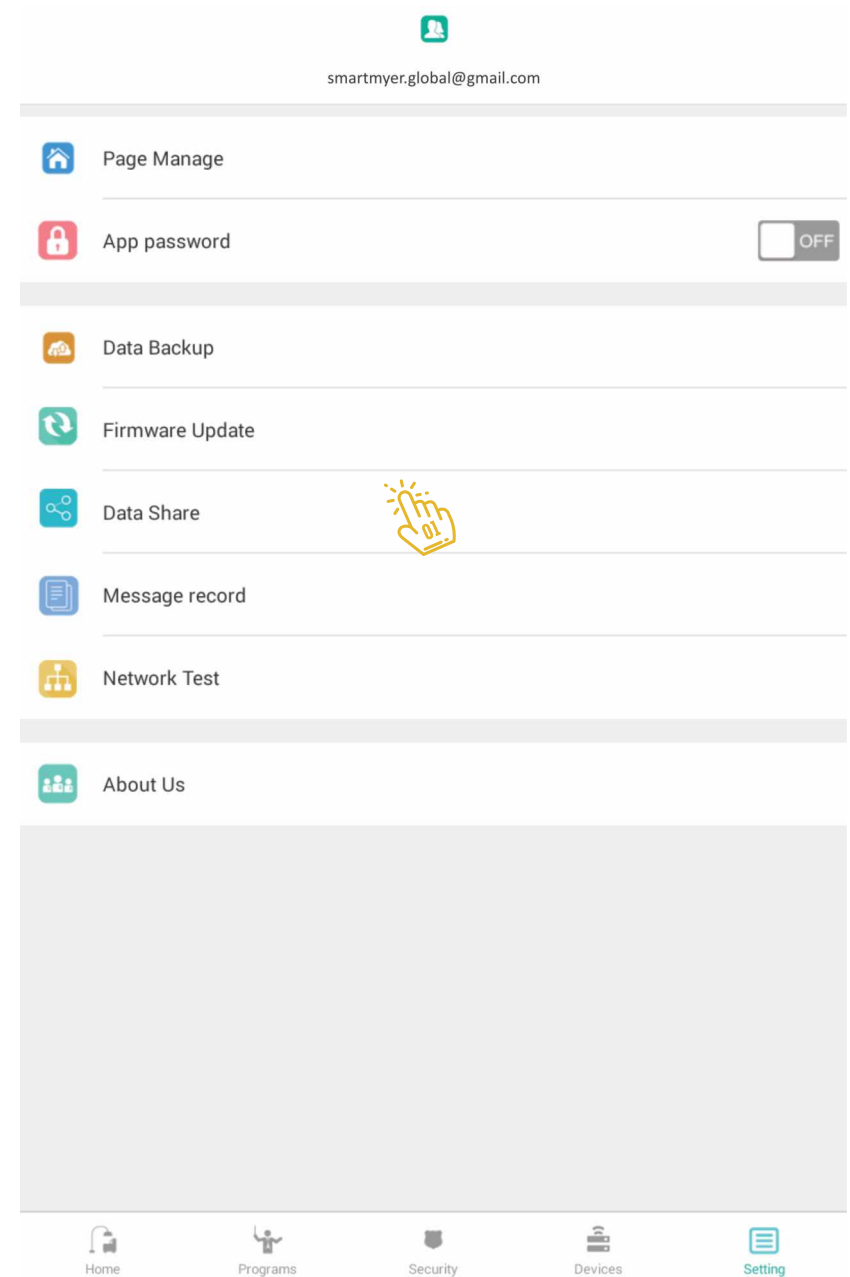 smartmyer.global@gmail.com
Page Manage
App password
OFF
Data Backup
Firmware Update
Data Share
01
Message record
Network Test
About Us
Home
Programs
Security
Devices
Setting